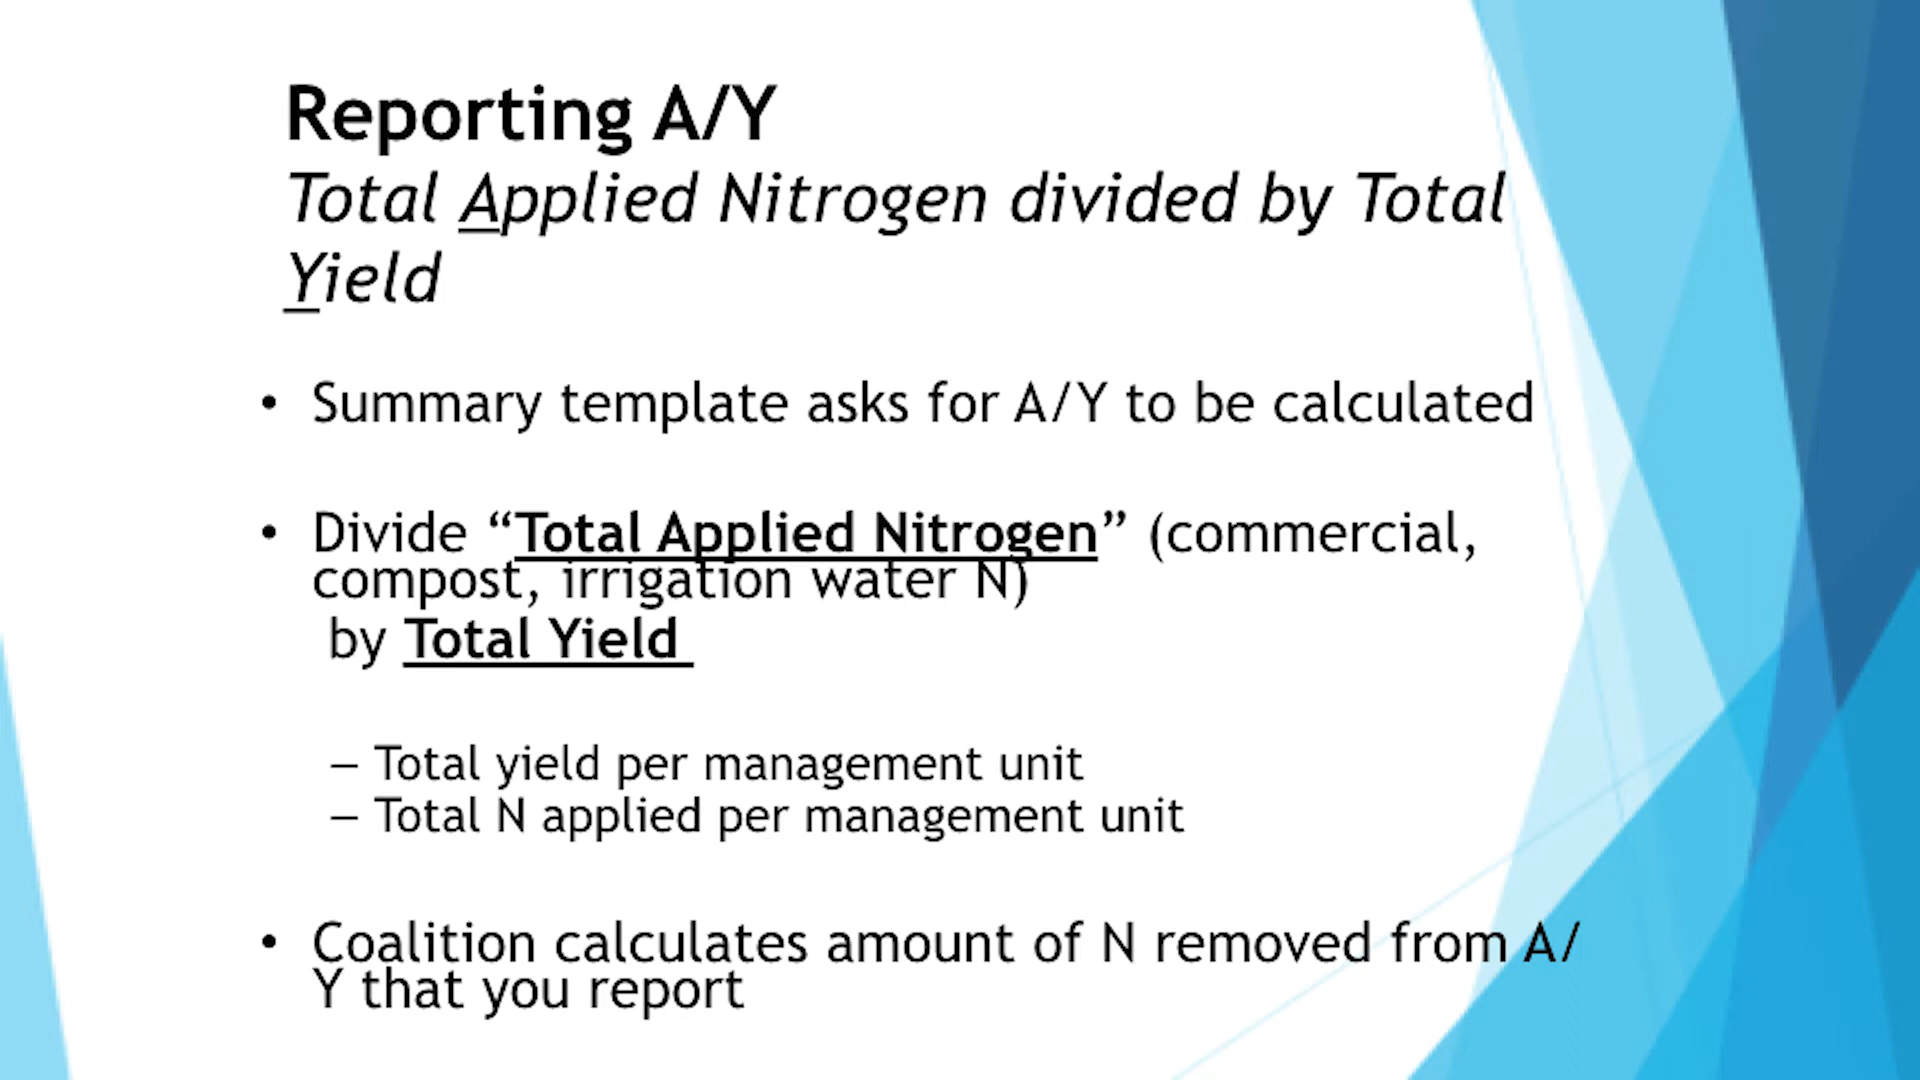 Reporting A/Y
Total Applied Nitrogen divided by Total
Yield
• Summary template asks for A/Y to be calculated
• Divide “Total Applied Nitrogen” (commercial,
compost, irrigation water N)
by Total Yield
– Total yield per management unit
– Total N applied per management unit
• Coalition calculates amount of N removed from A/
Y that you report